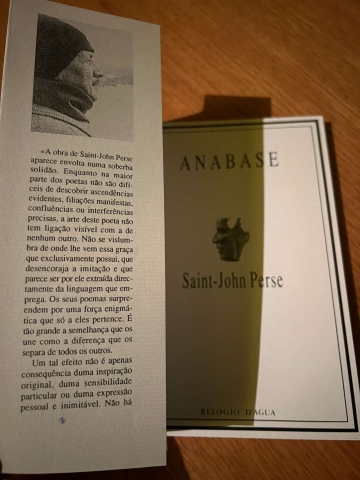 «A obra de Saint-John Perse
aparece envolta numa soberba
solidão. Enquanto na maior
parte dos poetas não são difí-
ceis de descobrir ascendências
evidentes, filiações manifestas,
confluências ou interferências
precisas, a arte deste poeta não
tem ligação visível com a de
nenhum outro. Não se vislum-
bra de onde lhe vem essa graça
que exclusivamente possui, que
desencoraja a imitação e que
parece ser por ele extraída direc-
tamente da linguagem que em-
prega. Os seus poemas surpre-
endem por uma força enigmá-
tica que só a eles pertence. É
tão grande a semelhança que os
une como a diferença que os
separa de todos os outros.
Um tal efeito não é apenas
consequência duma inspiração
original, duma sensibilidade
particular ou duma expressão
pessoal e inimitável. Não há
ANABASE
Saint-John Perse
RELÓGIO D'ÁGUA